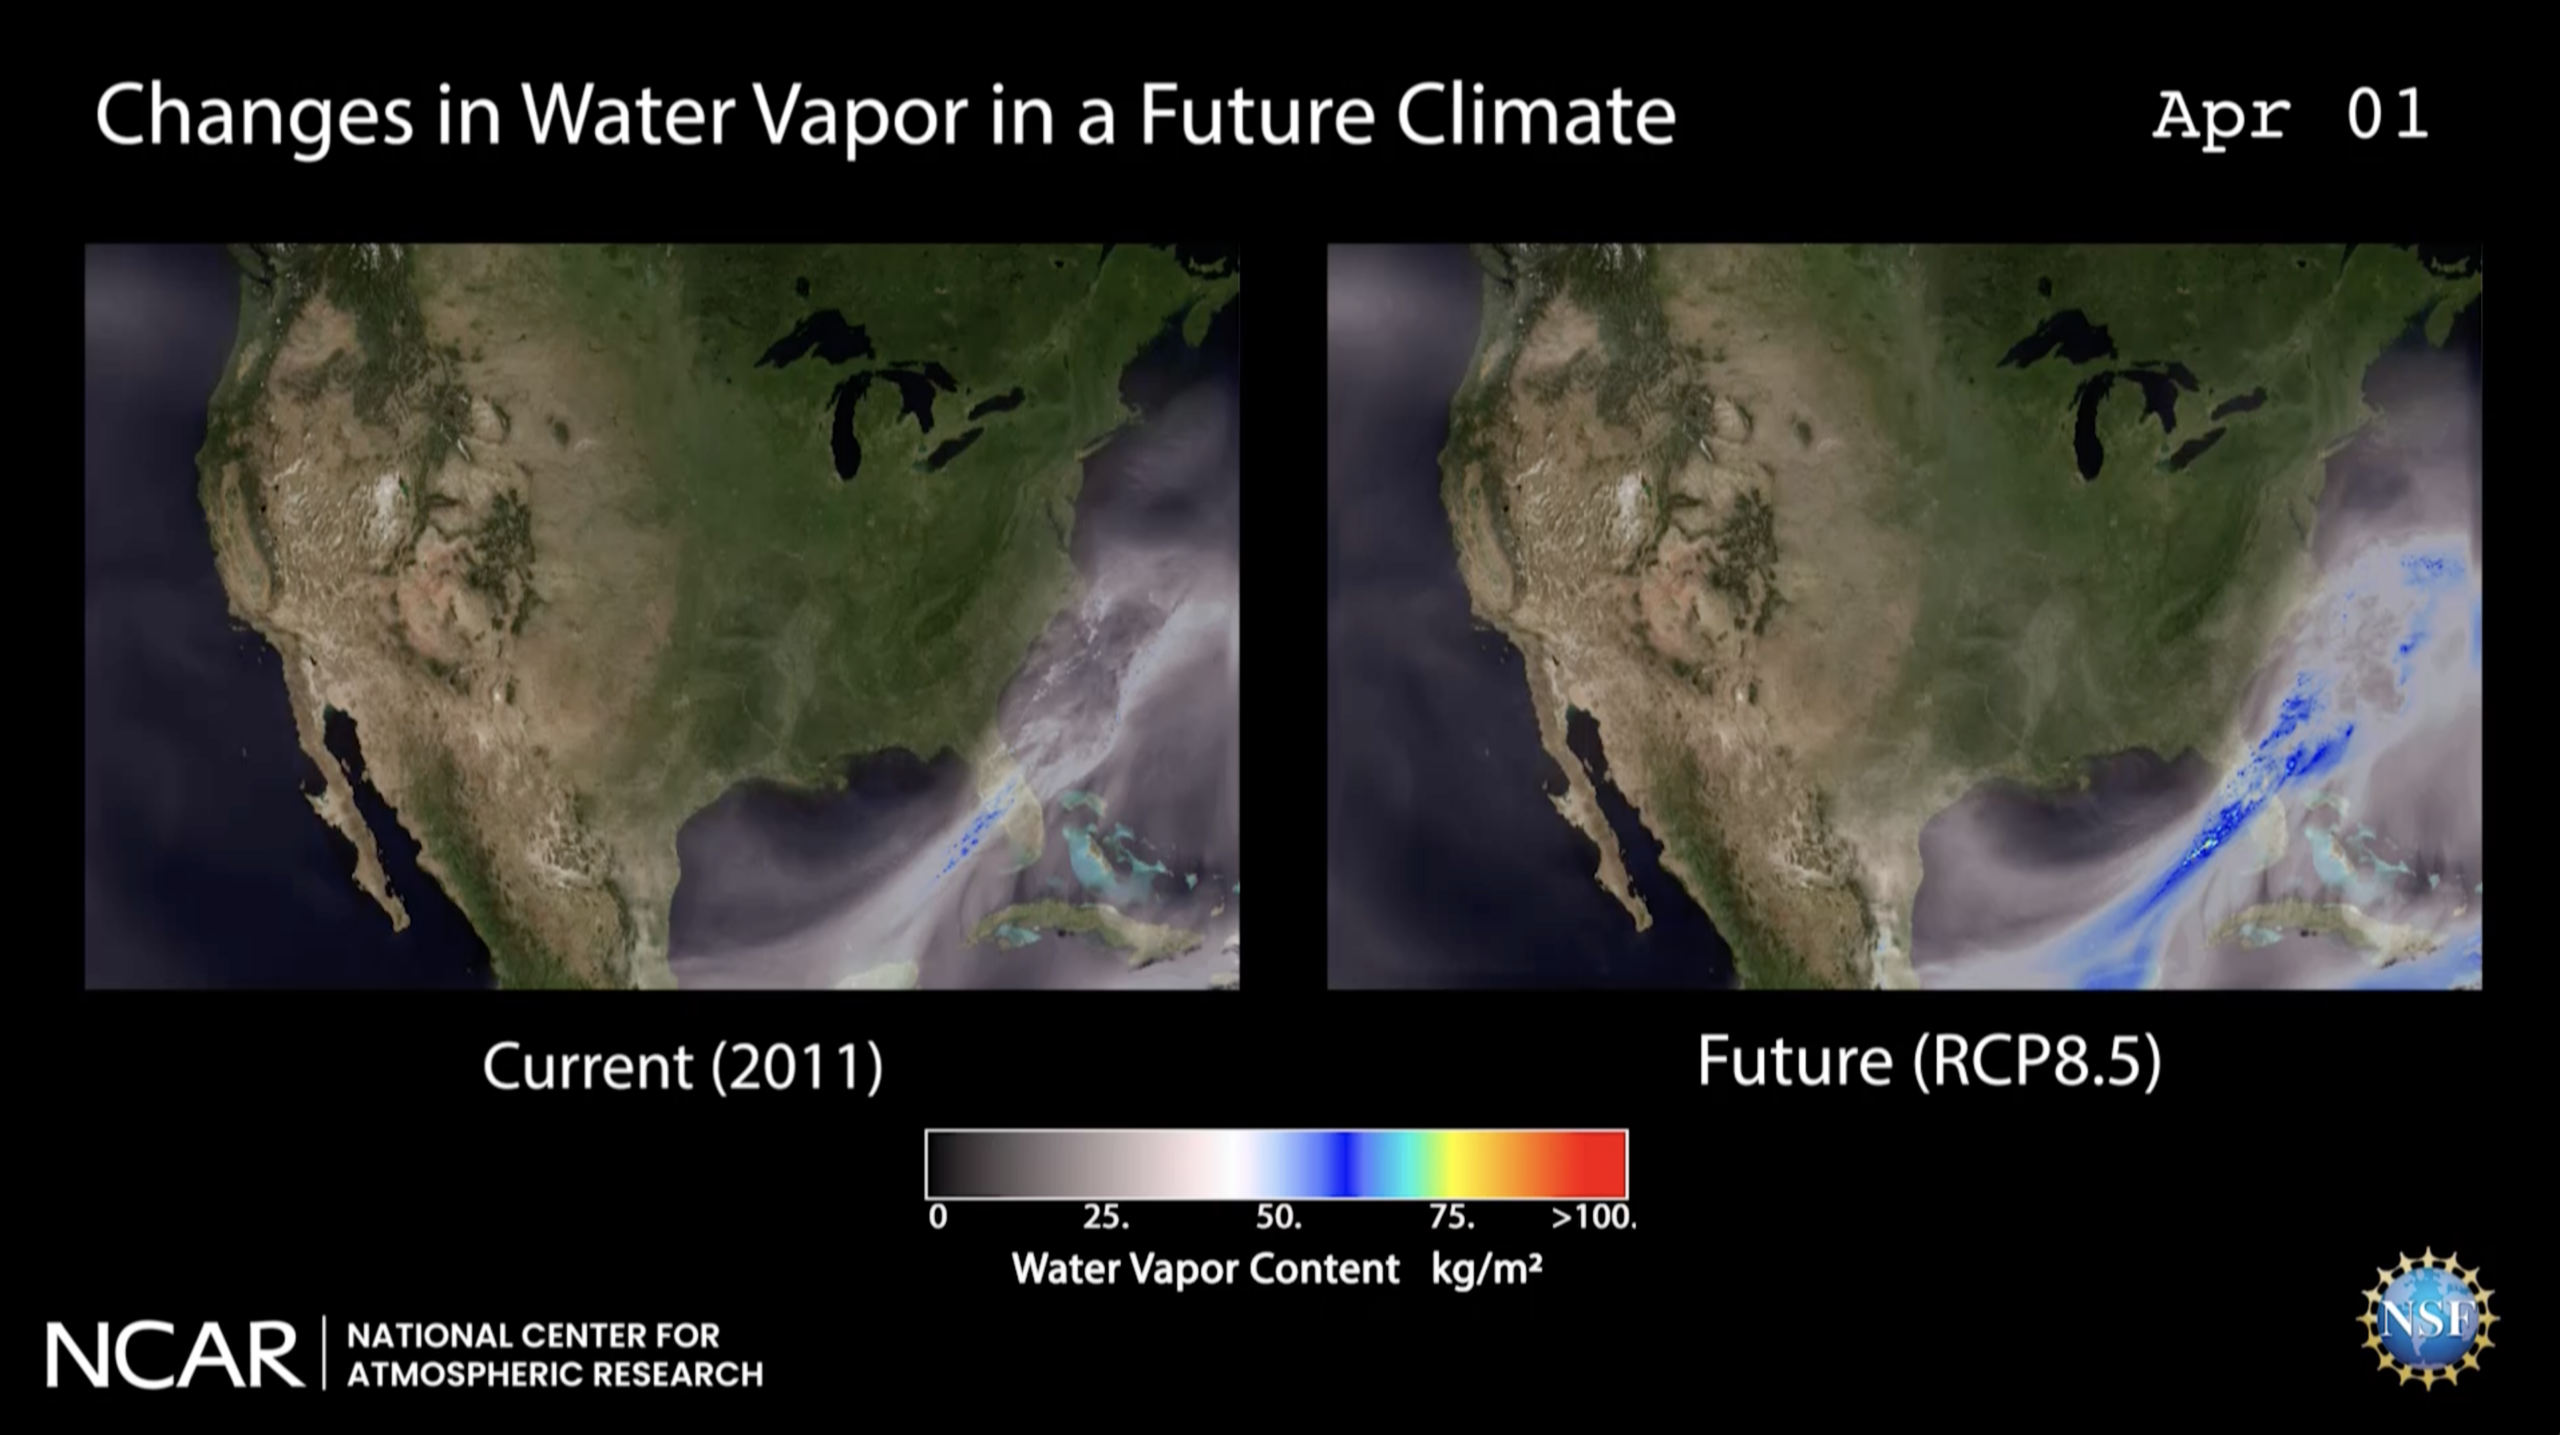 Changes in Water Vapor in a Future Climate
Apr 01
Current (2011)
Future (RCP8.5)
0 25. 50. 75. >100.
Water Vapor Content kg/m²
NCAR
NATIONAL CENTER FOR
ATMOSPHERIC RESEARCH
NSF